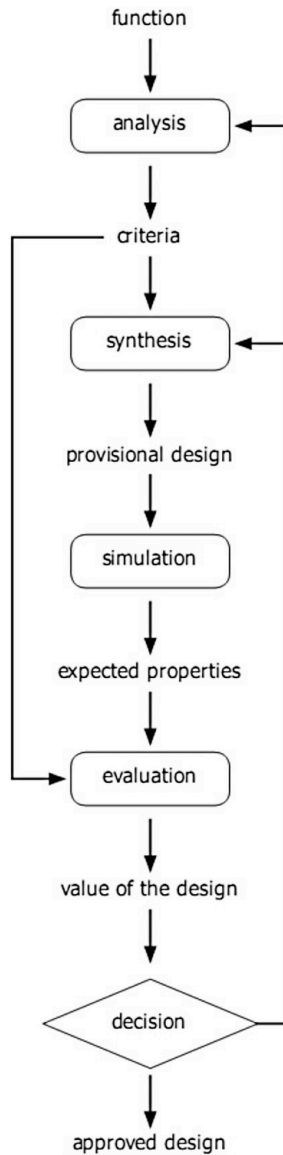 function
analysis
criteria
synthesis
provisional design
simulation
expected properties
evaluation
value of the design
decision
approved design